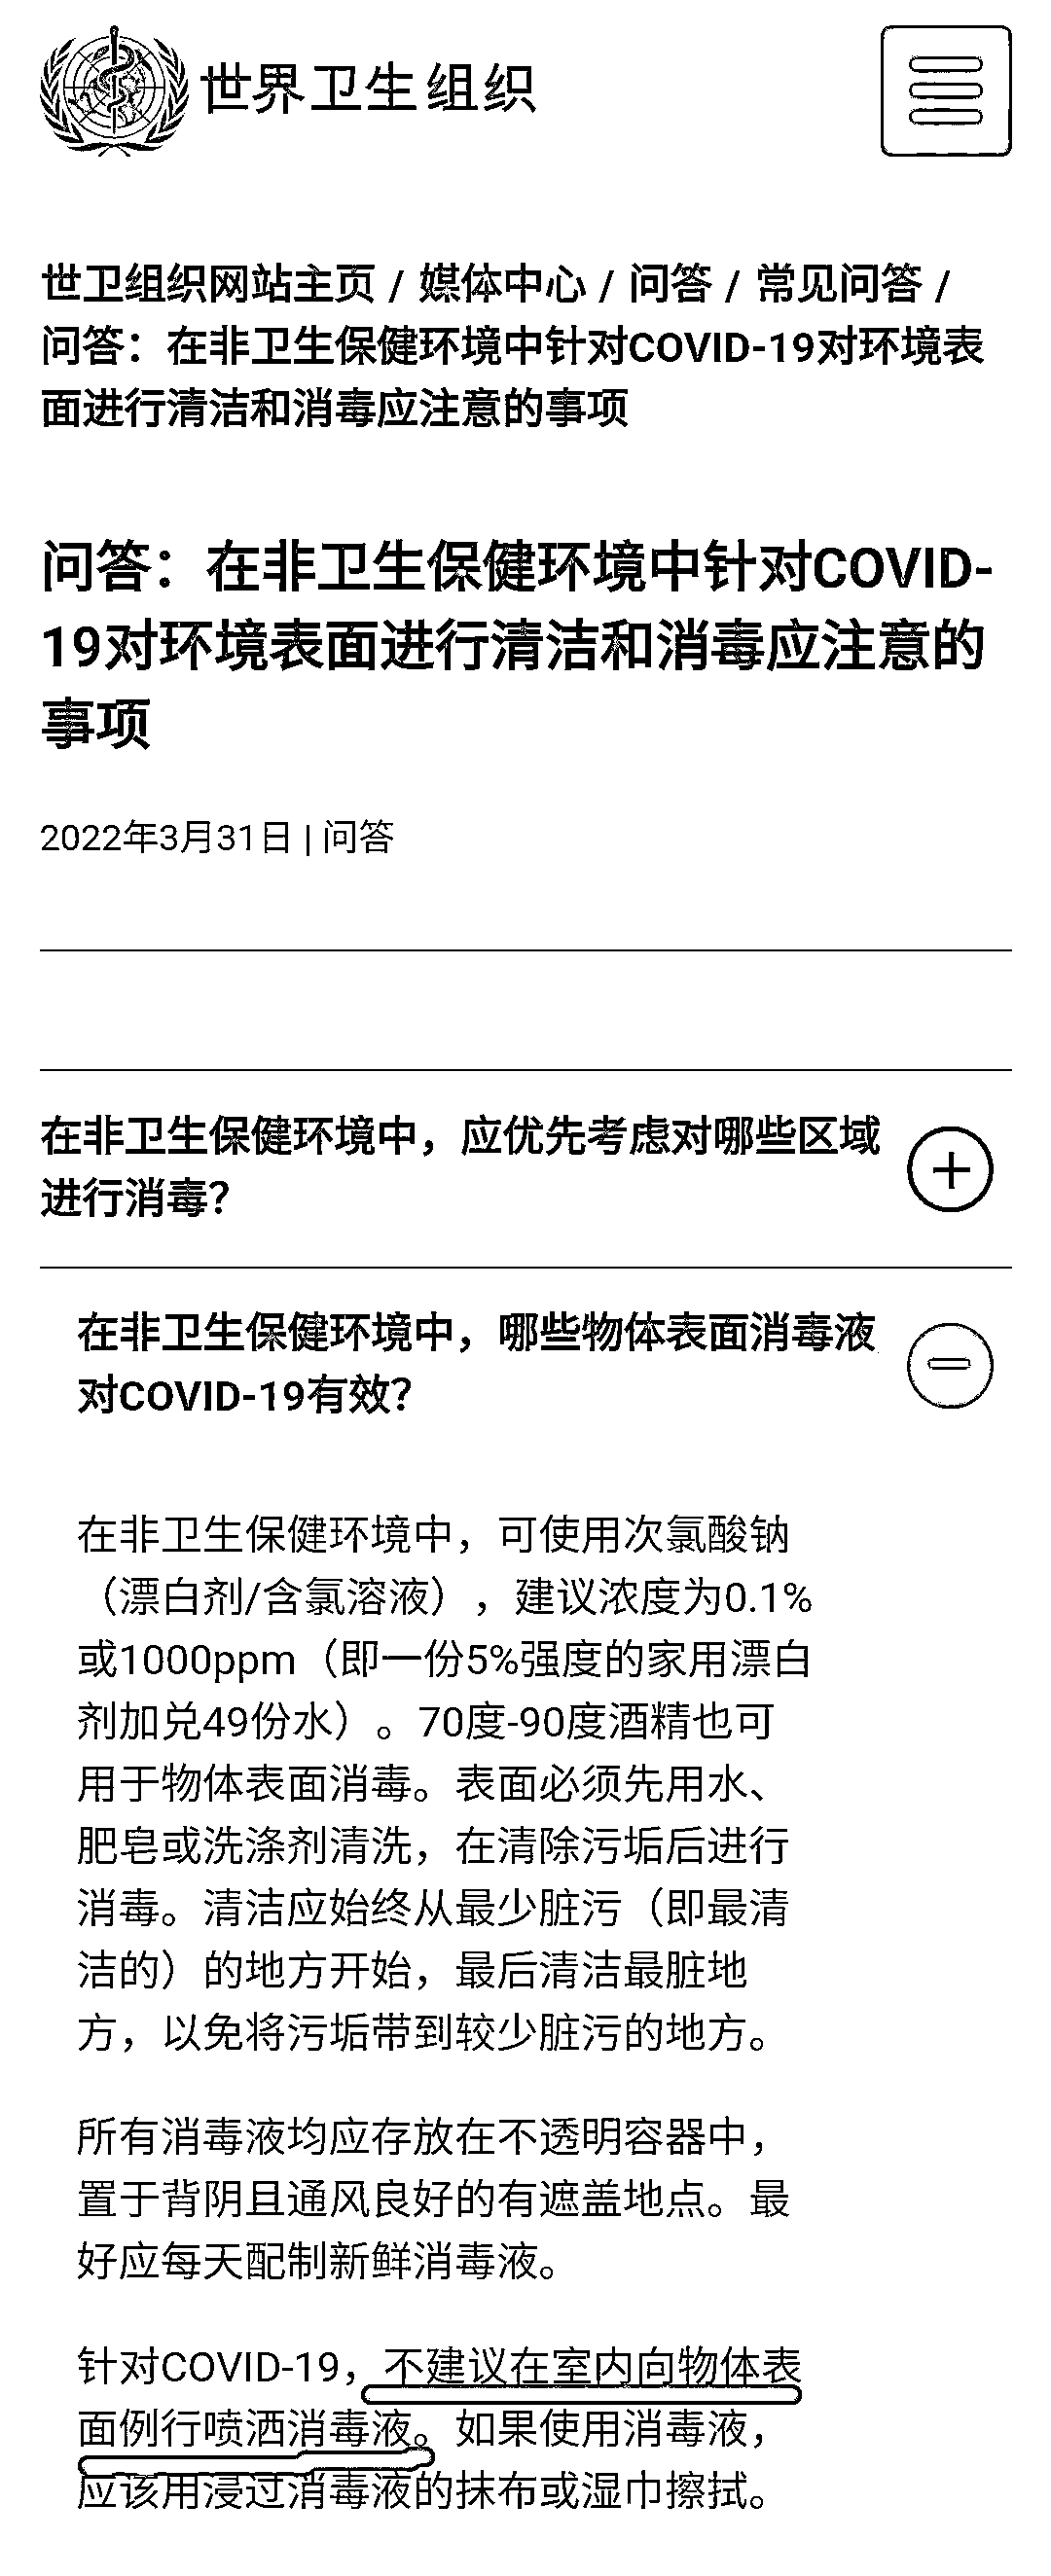 世界卫生组织
世卫组织网站主页 / 媒体中心 / 问答 / 常见问答 /
问答：在非卫生保健环境中针对COVID-19对环境表
面进行清洁和消毒应注意的事项
问答：在非卫生保健环境中针对COVID-
19对环境表面进行清洁和消毒应注意的
事项
2022年3月31日 | 问答
在非卫生保健环境中，应优先考虑对哪些区域
进行消毒？
在非卫生保健环境中，哪些物体表面消毒液
对COVID-19有效？
在非卫生保健环境中，可使用次氯酸钠
（漂白剂/含氯溶液），建议浓度为0.1%
或1000ppm（即一份5%强度的家用漂白
剂加兑49份水）。70度-90度酒精也可
用于物体表面消毒。表面必须先用水、
肥皂或洗涤剂清洗，在清除污垢后进行
消毒。清洁应始终从最少脏污（即最清
洁的）的地方开始，最后清洁最脏地
方，以免将污垢带到较少脏污的地方。
所有消毒液均应存放在不透明容器中，
置于背阴且通风良好的有遮盖地点。最
好应每天配制新鲜消毒液。
针对COVID-19，不建议在室内向物体表
面例行喷洒消毒液。如果使用消毒液，
应该用浸过消毒液的抹布或湿巾擦拭。